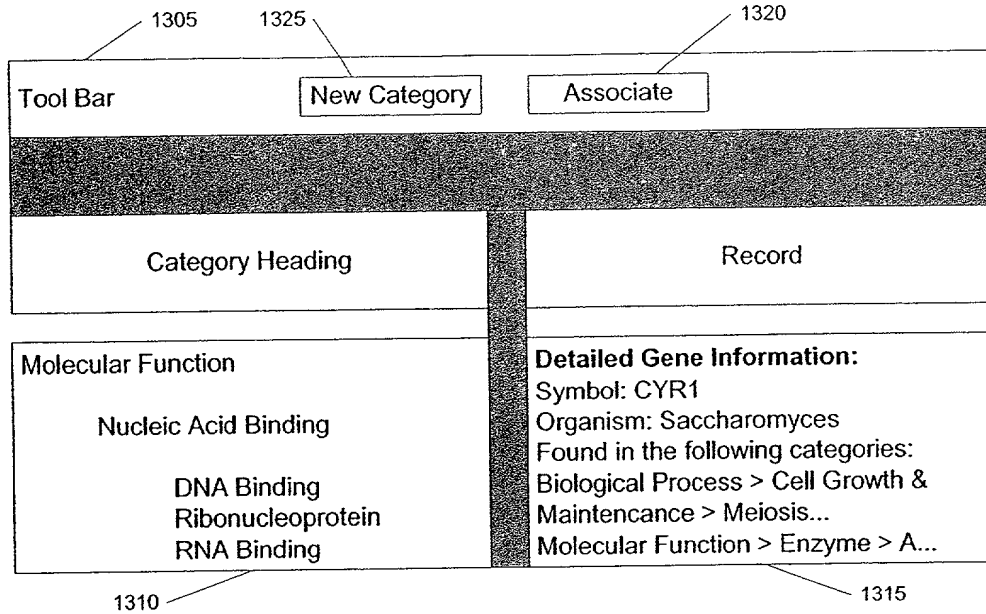 1305
1325
1320
Tool Bar
New Category
Associate
Category Heading
Record
Molecular Function
Nucleic Acid Binding
DNA Binding
Ribonucleoprotein
RNA Binding
Detailed Gene Information:
Symbol: CYR1
Organism: Saccharomyces
Found in the following categories:
Biological Process > Cell Growth &
Maintencance > Meiosis...
Molecular Function > Enzyme > A...
1310
1315